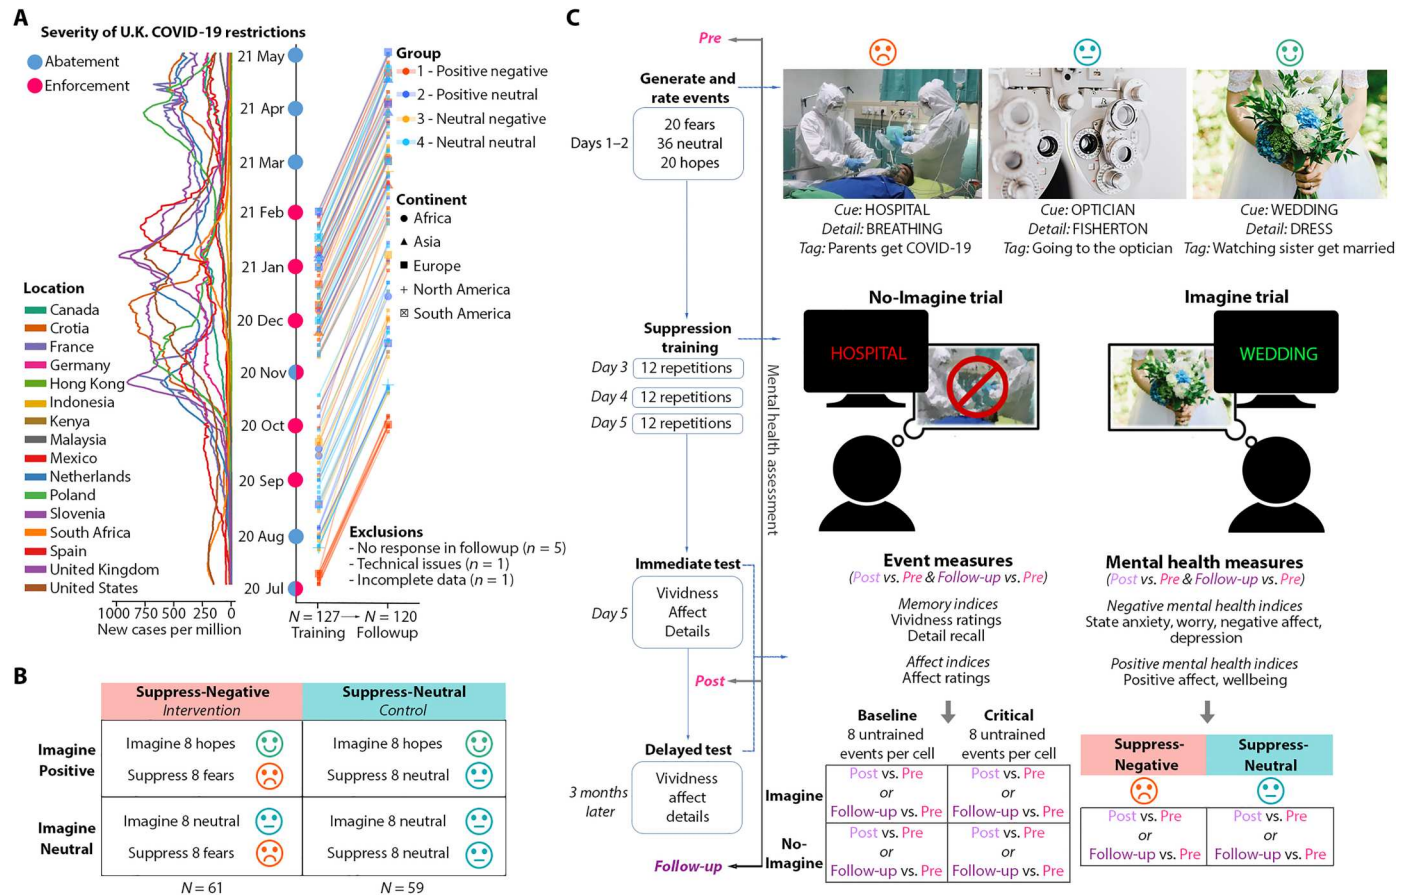 A
Severity of U.K. COVID-19 restrictions
Abatement
Enforcement
21 May
21 Apr
21 Mar
21 Feb
21 Jan
20 Dec
20 Nov
20 Oct
20 Sep
20 Aug
20 Jul
Group
1 - Positive negative
2 - Positive neutral
3 - Neutral negative
4 - Neutral neutral
Continent
Africa
Asia
Europe
North America
South America
Location
Canada
Crotia
France
Germany
Hong Kong
Indonesia
Kenya
Malaysia
Mexico
Netherlands
Poland
Slovenia
South Africa
Spain
United Kingdom
United States
1000 750 500 250 0
New cases per million
Exclusions
- No response in followup (n = 5)
- Technical issues (n = 1)
- Incomplete data (n = 1)
N = 127 → N = 120
Training Followup
B
Suppress-Negative
Intervention
Suppress-Neutral
Control
Imagine
Positive
Imagine 8 hopes
Suppress 8 fears
Imagine 8 hopes
Suppress 8 neutral
Imagine
Neutral
Imagine 8 neutral
Suppress 8 fears
Imagine 8 neutral
Suppress 8 neutral
N = 61
N = 59
C
Pre
Generate and
rate events
Days 1–2
20 fears
36 neutral
20 hopes
Suppression
training
Day 3
12 repetitions
Day 4
12 repetitions
Day 5
12 repetitions
Immediate test
Day 5
Vividness
Affect
Details
Post
Delayed test
3 months
later
Vividness
affect
details
Follow-up
Mental health assessment
Cue: HOSPITAL
Detail: BREATHING
Tag: Parents get COVID-19
Cue: OPTICIAN
Detail: FISHERTON
Tag: Going to the optician
Cue: WEDDING
Detail: DRESS
Tag: Watching sister get married
No-Imagine trial
HOSPITAL
Imagine trial
WEDDING
Event measures
(Post vs. Pre & Follow-up vs. Pre)
Memory indices
Vividness ratings
Detail recall
Affect indices
Affect ratings
Mental health measures
(Post vs. Pre & Follow-up vs. Pre)
Negative mental health indices
State anxiety, worry, negative affect,
depression
Positive mental health indices
Positive affect, wellbeing
Baseline
8 untrained
events per cell
Critical
8 untrained
events per cell
Imagine
Post vs. Pre
or
Follow-up vs. Pre
Post vs. Pre
or
Follow-up vs. Pre
No-
Imagine
Post vs. Pre
or
Follow-up vs. Pre
Post vs. Pre
or
Follow-up vs. Pre
Suppress-
Negative
Suppress-
Neutral
Post vs. Pre
or
Follow-up vs. Pre
Post vs. Pre
or
Follow-up vs. Pre